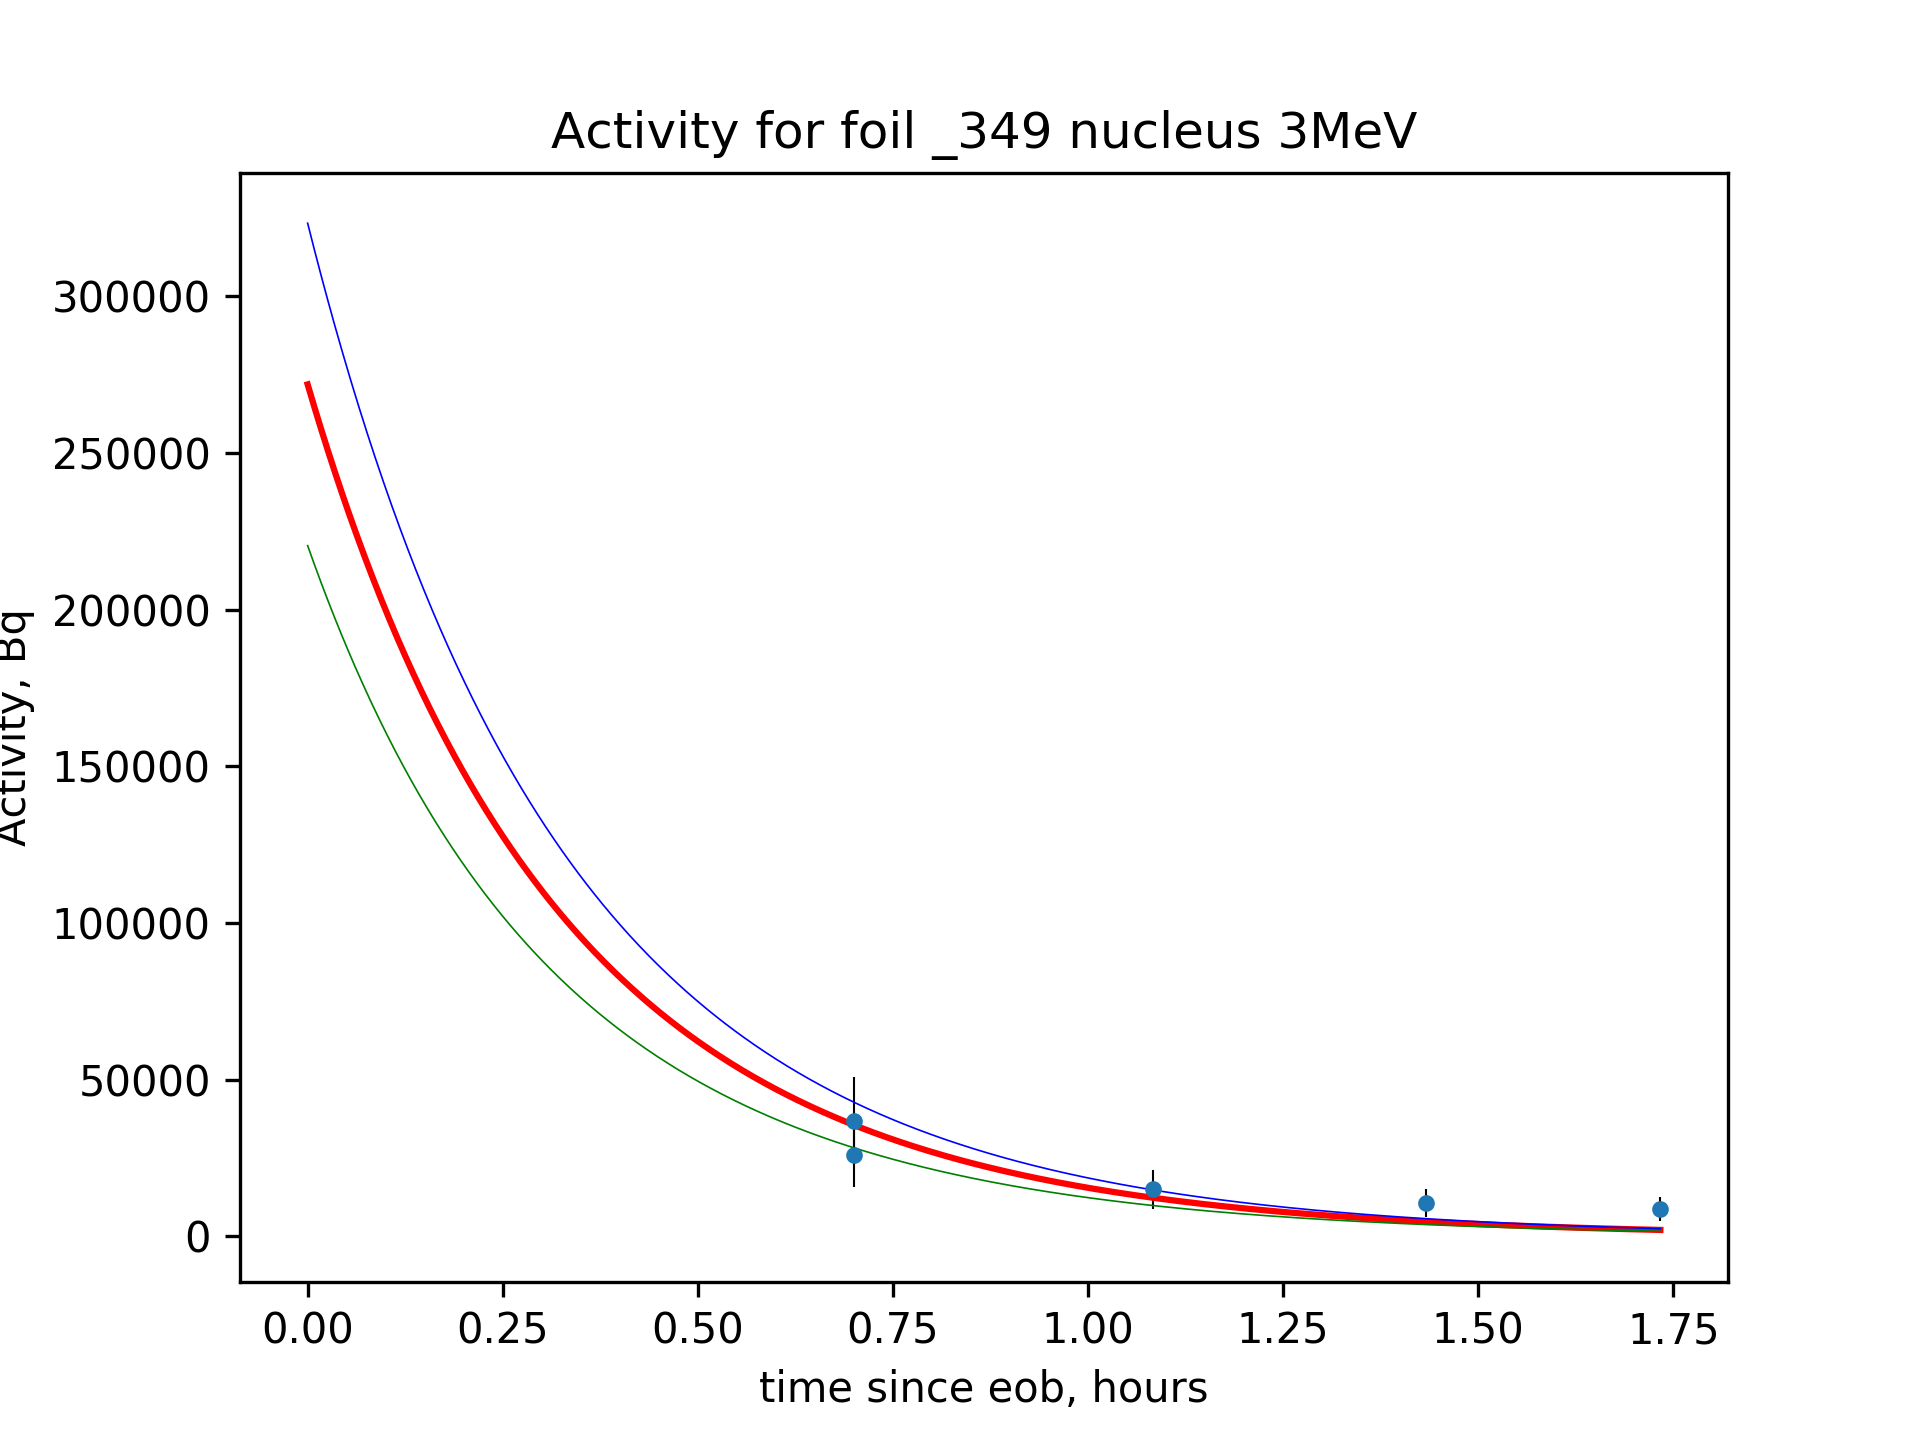 Activity for foil _349 nucleus 3MeV
300000
250000
200000
150000
100000
50000
0
Activity, Bq
0.00 0.25 0.50 0.75 1.00 1.25 1.50 1.75
time since eob, hours